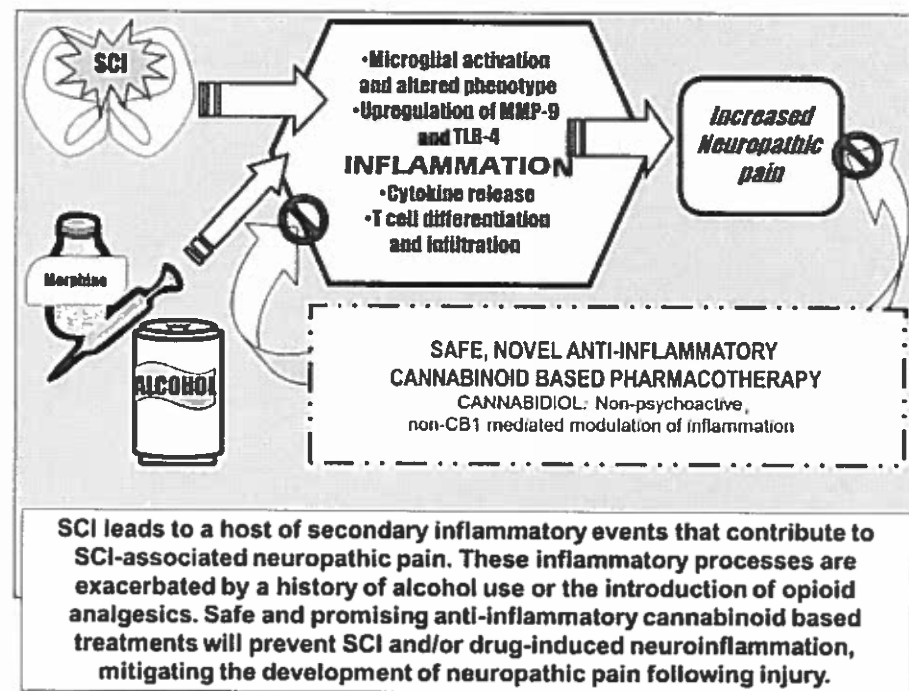 SCI
•Microglial activation
and altered phenotype
•Upregulation of MMP-9
and TLR-4
INFLAMMATION
•Cytokine release
•T cell differentiation
and infiltration
Increased
Neuropathic
pain
Morphine
ALCOHOL
SAFE, NOVEL ANTI-INFLAMMATORY
CANNABINOID BASED PHARMACOTHERAPY
CANNABIDIOL: Non-psychoactive,
non-CB1 mediated modulation of inflammation
SCI leads to a host of secondary inflammatory events that contribute to
SCI-associated neuropathic pain. These inflammatory processes are
exacerbated by a history of alcohol use or the introduction of opioid
analgesics. Safe and promising anti-inflammatory cannabinoid based
treatments will prevent SCI and/or drug-induced neuroinflammation,
mitigating the development of neuropathic pain following injury.